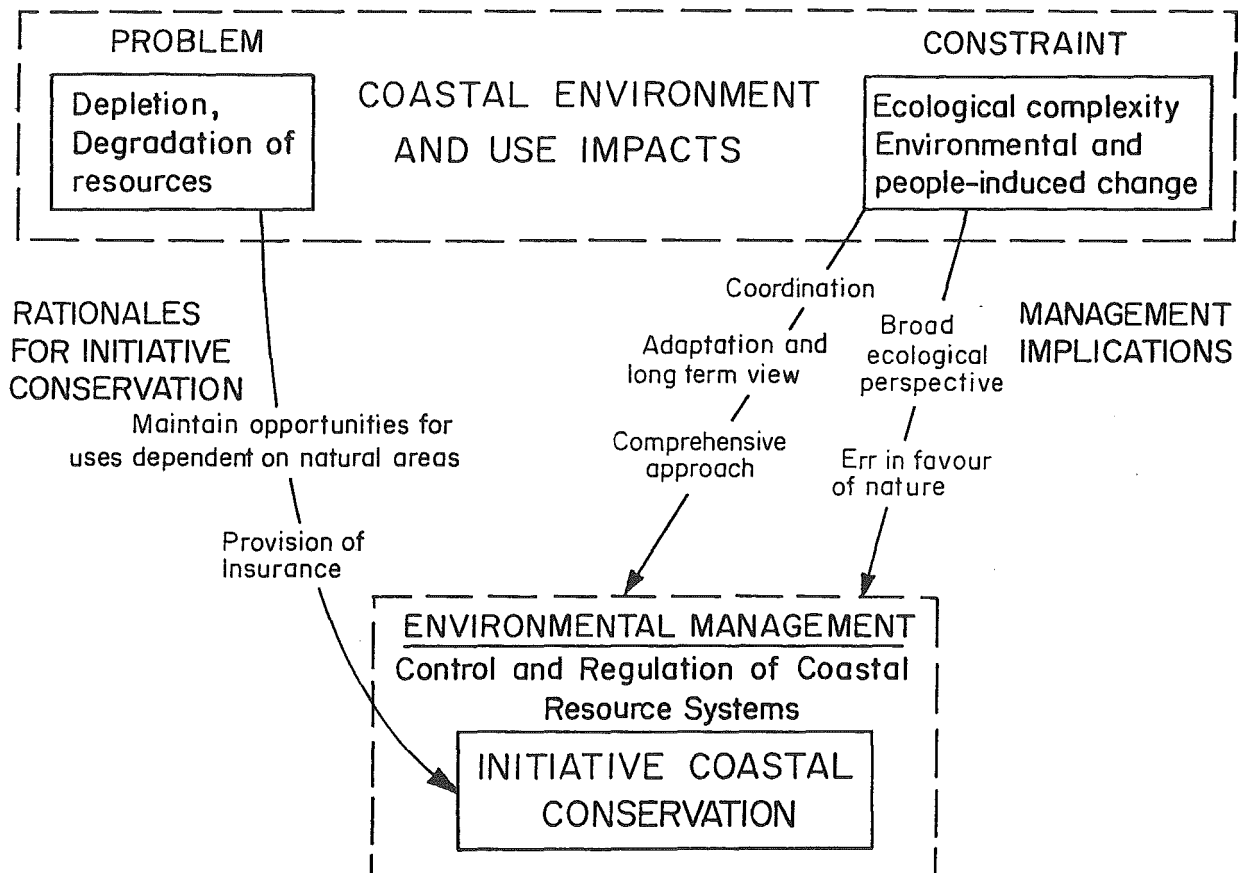 PROBLEM
Depletion,
Degradation of
resources
COASTAL ENVIRONMENT
AND USE IMPACTS
CONSTRAINT
Ecological complexity
Environmental and
people-induced change
RATIONALES
FOR INITIATIVE
CONSERVATION
Maintain opportunities for
uses dependent on natural areas
Provision of
Insurance
Coordination
Adaptation and
long term view
Comprehensive
approach
Broad
ecological
perspective
Err in favour
of nature
MANAGEMENT
IMPLICATIONS
ENVIRONMENTAL MANAGEMENT
Control and Regulation of Coastal
Resource Systems
INITIATIVE COASTAL
CONSERVATION